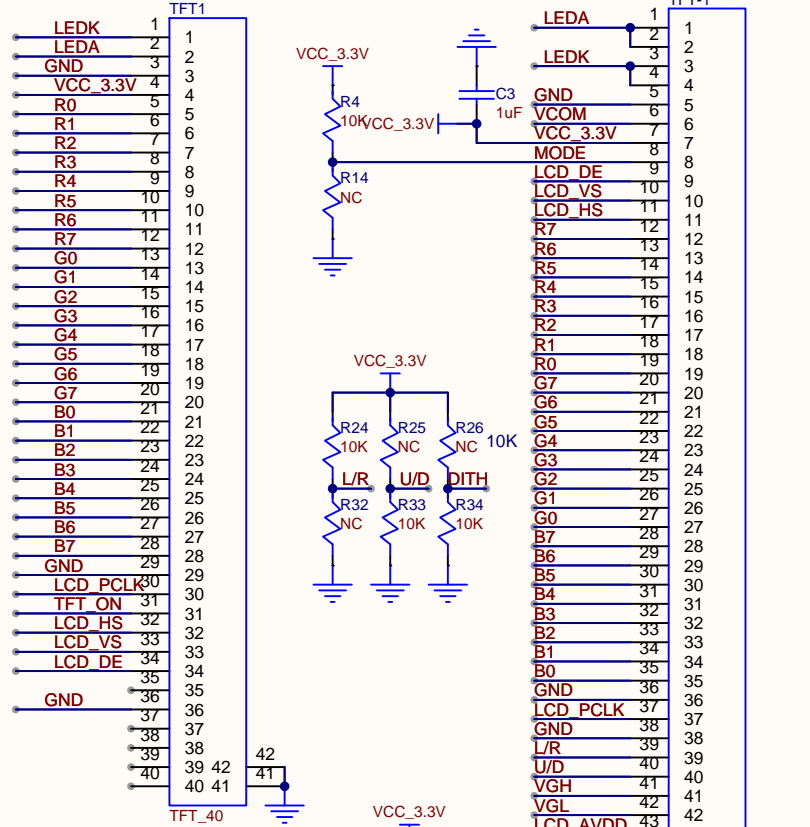 TFT1
LEDK 1 1
LEDA 2 2
GND 3 3
VCC_3.3V 4 4
R0 5 5
R1 6 6
R2 7 7
R3 8 8
R4 9 9
R5 10 10
R6 11 11
R7 12 12
G0 13 13
G1 14 14
G2 15 15
G3 16 16
G4 17 17
G5 18 18
G6 19 19
G7 20 20
B0 21 21
B1 22 22
B2 23 23
B3 24 24
B4 25 25
B5 26 26
B6 27 27
B7 28 28
GND 29 29
LCD_PCLK 30 30
TFT_ON 31 31
LCD_HS 32 32
LCD_VS 33 33
LCD_DE 34 34
35 35
GND 36 36
37 37
38 38
39 39 42 42
40 40 41 41
TFT_40
VCC_3.3V
R4
10K
VCC_3.3V
C3
1uF
R14
NC
VCC_3.3V
R24 R25 R26
10K NC NC 10K
L/R U/D DITH
R32 R33 R34
NC 10K 10K
VCC_3.3V
LEDA 1 1
2 2
LEDK 3 3
4 4
GND 5 5
VCOM 6 6
VCC_3.3V 7 7
MODE 8 8
LCD_DE 9 9
LCD_VS 10 10
LCD_HS 11 11
R7 12 12
R6 13 13
R5 14 14
R4 15 15
R3 16 16
R2 17 17
R1 18 18
R0 19 19
G7 20 20
G6 21 21
G5 22 22
G4 23 23
G3 24 24
G2 25 25
G1 26 26
G0 27 27
B7 28 28
B6 29 29
B5 30 30
B4 31 31
B3 32 32
B2 33 33
B1 34 34
B0 35 35
GND 36 36
LCD_PCLK 37 37
GND 38 38
L/R 39 39
U/D 40 40
VGH 41 41
VGL 42 42
LCD_AVDD 43